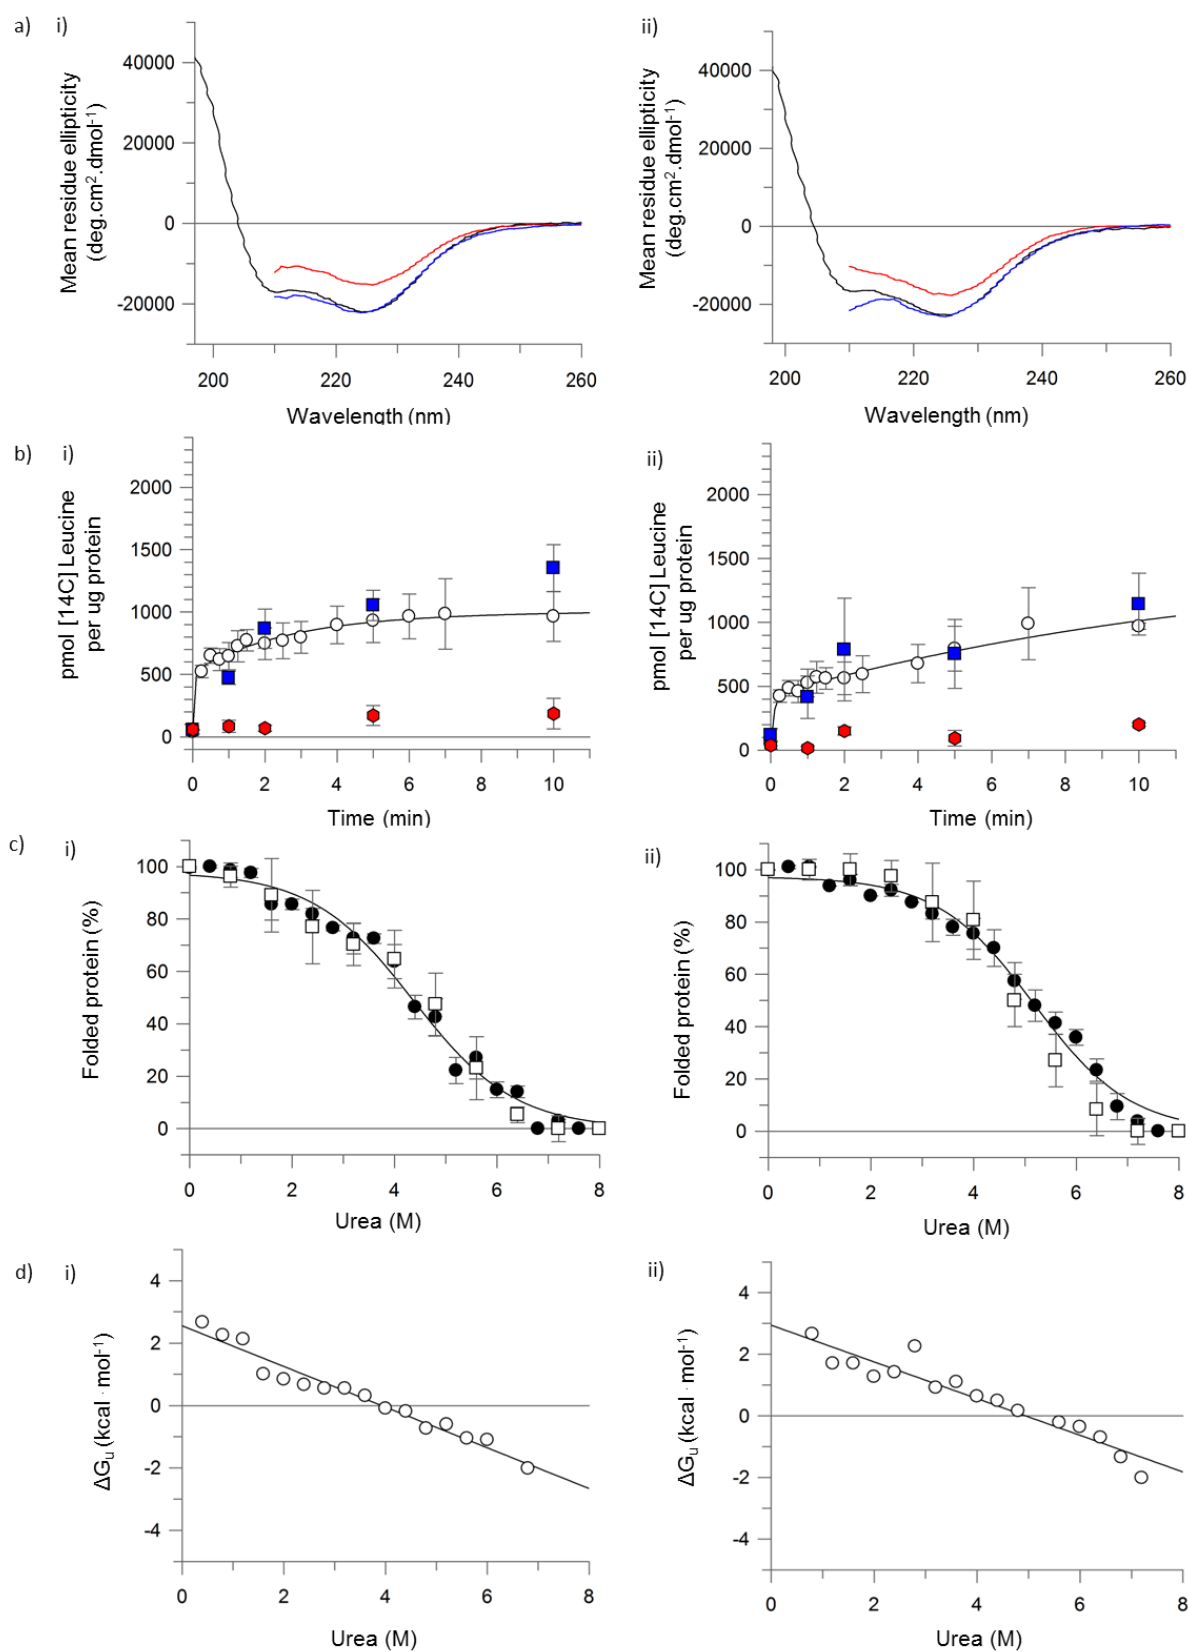 a) i)
Mean residue ellipticity
(deg.cm².dmol⁻¹)
40000
20000
0
-20000
200 220 240 260
Wavelength (nm)
ii)
Mean residue ellipticity
(deg.cm².dmol⁻¹)
40000
20000
0
-20000
200 220 240 260
Wavelength (nm)
b) i)
pmol [14C] Leucine
per ug protein
2000
1500
1000
500
0
0 2 4 6 8 10
Time (min)
ii)
pmol [14C] Leucine
per ug protein
2000
1500
1000
500
0
0 2 4 6 8 10
Time (min)
c) i)
Folded protein (%)
100
80
60
40
20
0
0 2 4 6 8
Urea (M)
ii)
Folded protein (%)
100
80
60
40
20
0
0 2 4 6 8
Urea (M)
d) i)
ΔGᵤ (kcal · mol⁻¹)
4
2
0
-2
-4
0 2 4 6 8
Urea (M)
ii)
ΔGᵤ (kcal · mol⁻¹)
4
2
0
-2
-4
0 2 4 6 8
Urea (M)